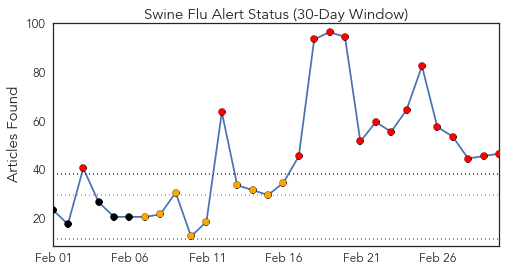 Swine Flu Alert Status (30-Day Window)
Articles Found
100
80
60
40
20
Feb 01 Feb 06 Feb 11 Feb 16 Feb 21 Feb 26